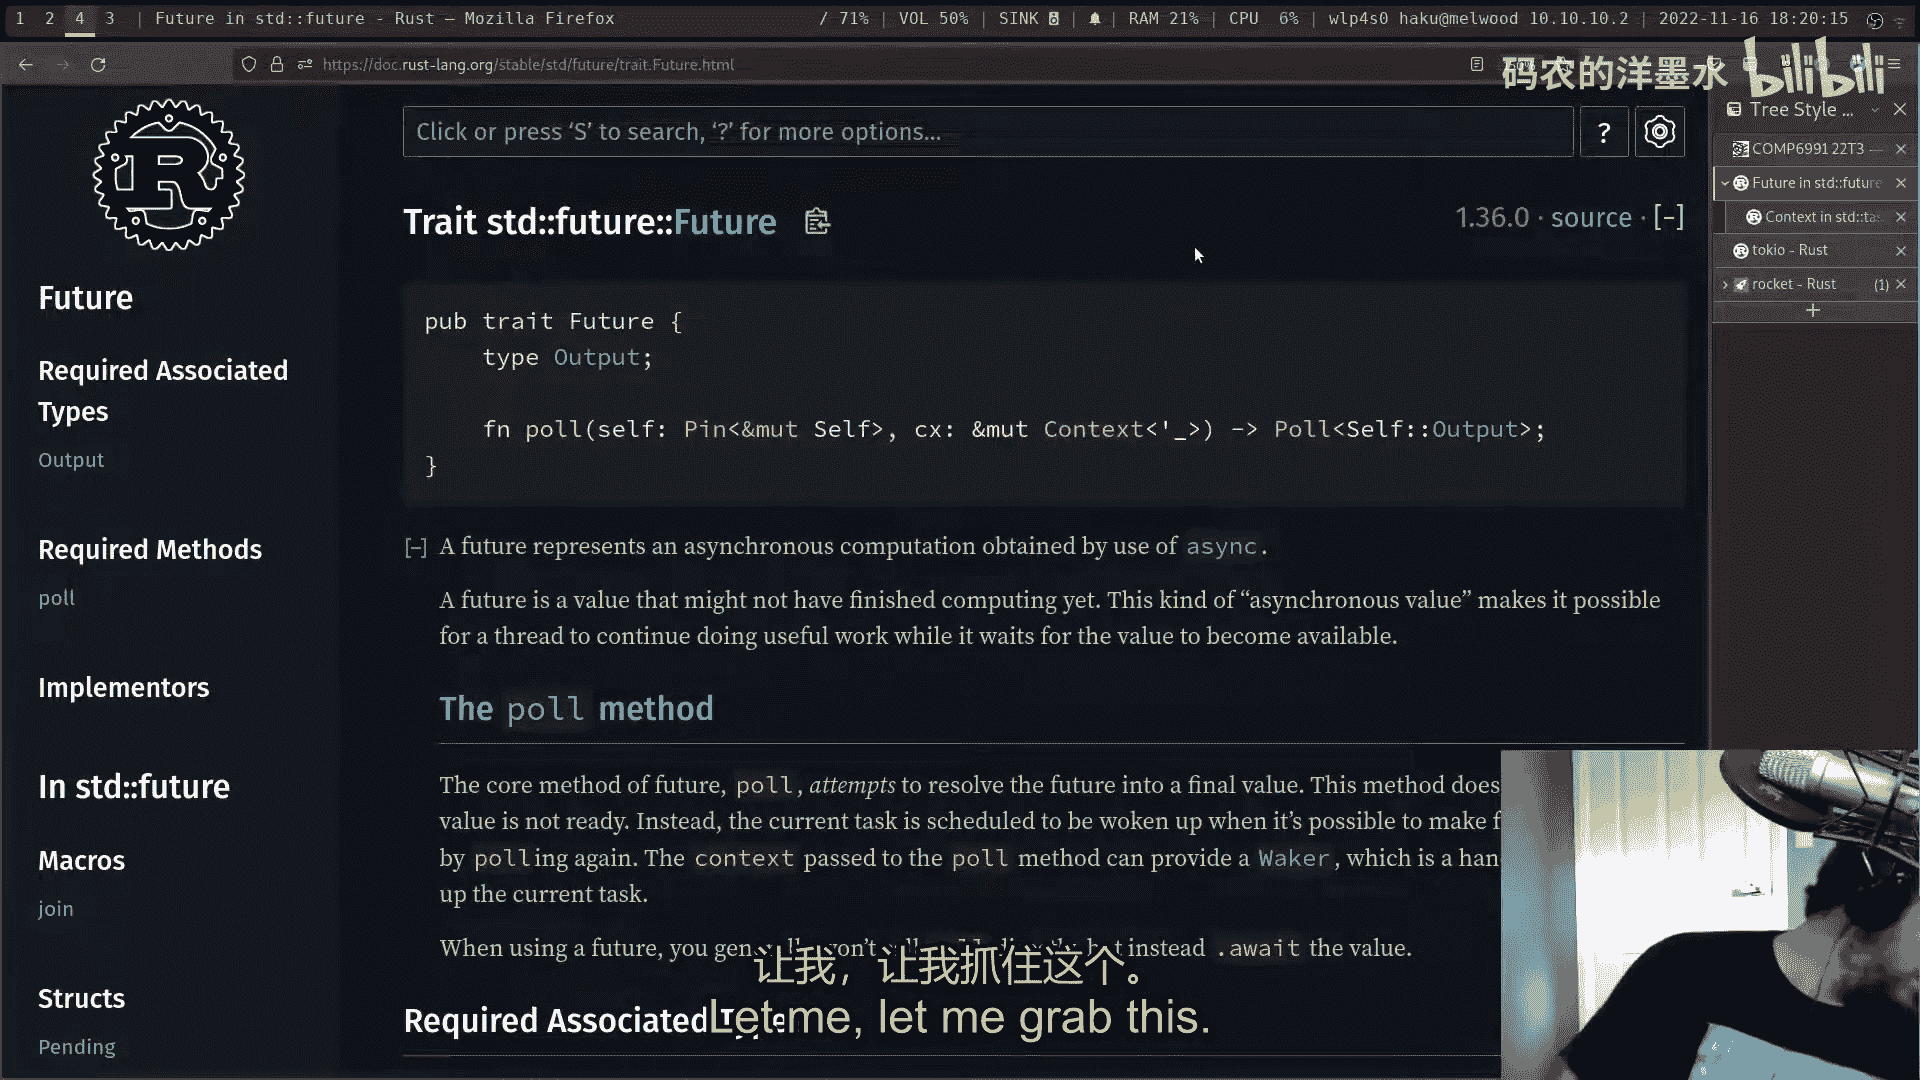 1 2 4 3 | Future in std::future - Rust — Mozilla Firefox
/ 71% | VOL 50% | SINK | | RAM 21% | CPU 6% | wlp4s0 haku@melwood 10.10.10.2 | 2022-11-16 18:20:15
https://doc.rust-lang.org/stable/std/future/trait.Future.html
码农的洋墨水 bilibili
Tree Style ...
COMP6991 22T3 —
Future in std::future
Context in std::ta
tokio - Rust
rocket - Rust (1)
+
Future
Required Associated
Types
Output
Required Methods
poll
Implementors
In std::future
Macros
join
Structs
Pending
Click or press ‘S’ to search, ‘?’ for more options…
?
Trait std::future::Future
1.36.0 · source · [-]
pub trait Future {
type Output;
fn poll(self: Pin<&mut Self>, cx: &mut Context<'_>) -> Poll<Self::Output>;
}
[-] A future represents an asynchronous computation obtained by use of async.
A future is a value that might not have finished computing yet. This kind of “asynchronous value” makes it possible
for a thread to continue doing useful work while it waits for the value to become available.
The poll method
The core method of future, poll, attempts to resolve the future into a final value. This method does
value is not ready. Instead, the current task is scheduled to be woken up when it’s possible to make f
by polling again. The context passed to the poll method can provide a Waker, which is a han
up the current task.
When using a future, you gen won’t instead .await the value.
让我，让我抓住这个。
Required Associated
Let me, let me grab this.